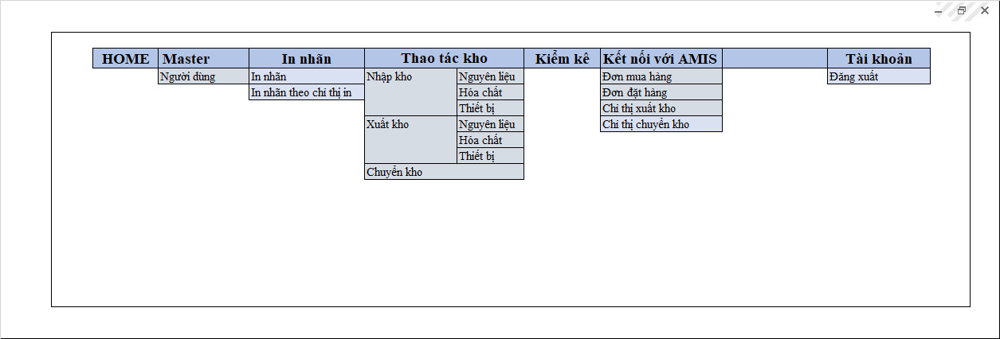 HOME Master In nhãn Thao tác kho Kiểm kê Kết nối với AMIS Tài khoản
Người dùng In nhãn Nhập kho Nguyên liệu Đơn mua hàng Đăng xuất
In nhãn theo chỉ thị in Hóa chất Đơn đặt hàng
Thiết bị Chỉ thị xuất kho
Xuất kho Nguyên liệu Chỉ thị chuyển kho
Hóa chất
Thiết bị
Chuyển kho